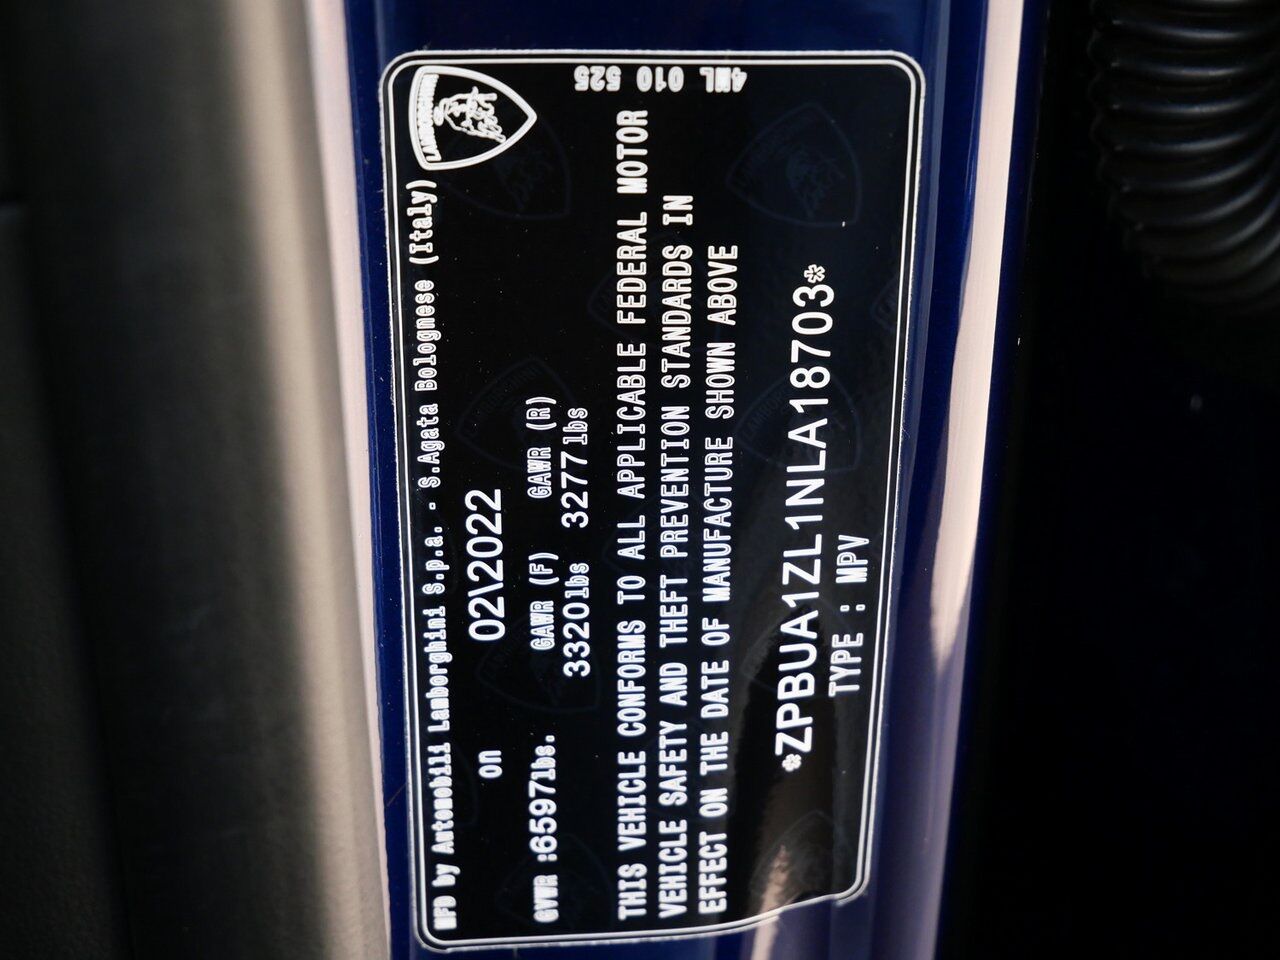 LAMBORGHINI
4ML 010 525
MFD by Automobili Lamborghini S.p.a. - S.Agata Bolognese (Italy)
on 02\2022
GVWR :6597lbs. GAWR (F) GAWR (R)
3320lbs 3277lbs
THIS VEHICLE CONFORMS TO ALL APPLICABLE FEDERAL MOTOR
VEHICLE SAFETY AND THEFT PREVENTION STANDARDS IN
EFFECT ON THE DATE OF MANUFACTURE SHOWN ABOVE
*ZPBUA1ZL1NLA18703*
TYPE : MPV